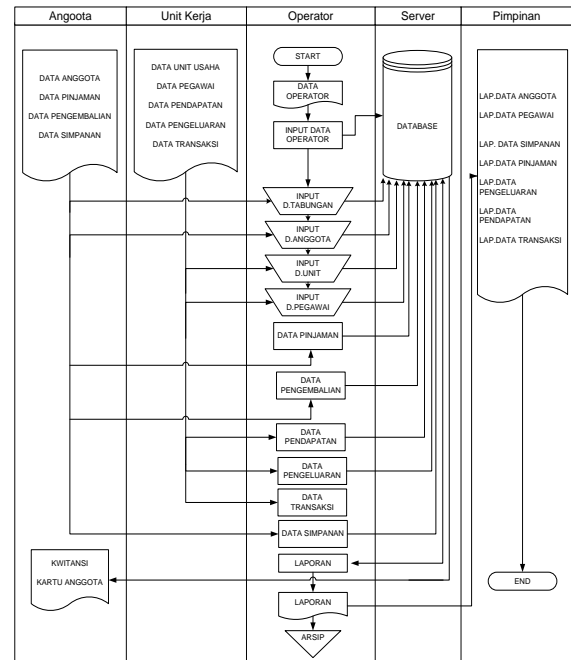 Angoota
Unit Kerja
Operator
Server
Pimpinan
DATA ANGGOTA
DATA PINJAMAN
DATA PENGEMBALIAN
DATA SIMPANAN
DATA UNIT USAHA
DATA PEGAWAI
DATA PENDAPATAN
DATA PENGELUARAN
DATA TRANSAKSI
START
DATA
OPERATOR
INPUT DATA
OPERATOR
INPUT
D.TABUNGAN
INPUT
D.ANGGOTA
INPUT
D.UNIT
INPUT
D.PEGAWAI
DATA PINJAMAN
DATA
PENGEMBALIAN
DATA
PENDAPATAN
DATA
PENGELUARAN
DATA
TRANSAKSI
DATA SIMPANAN
LAPORAN
LAPORAN
ARSIP
DATABASE
LAP.DATA ANGGOTA
LAP.DATA PEGAWAI
LAP. DATA SIMPANAN
LAP.DATA PINJAMAN
LAP.DATA
PENGELUARAN
LAP.DATA
PENDAPATAN
LAP.DATA TRANSAKSI
KWITANSI
KARTU ANGGOTA
END